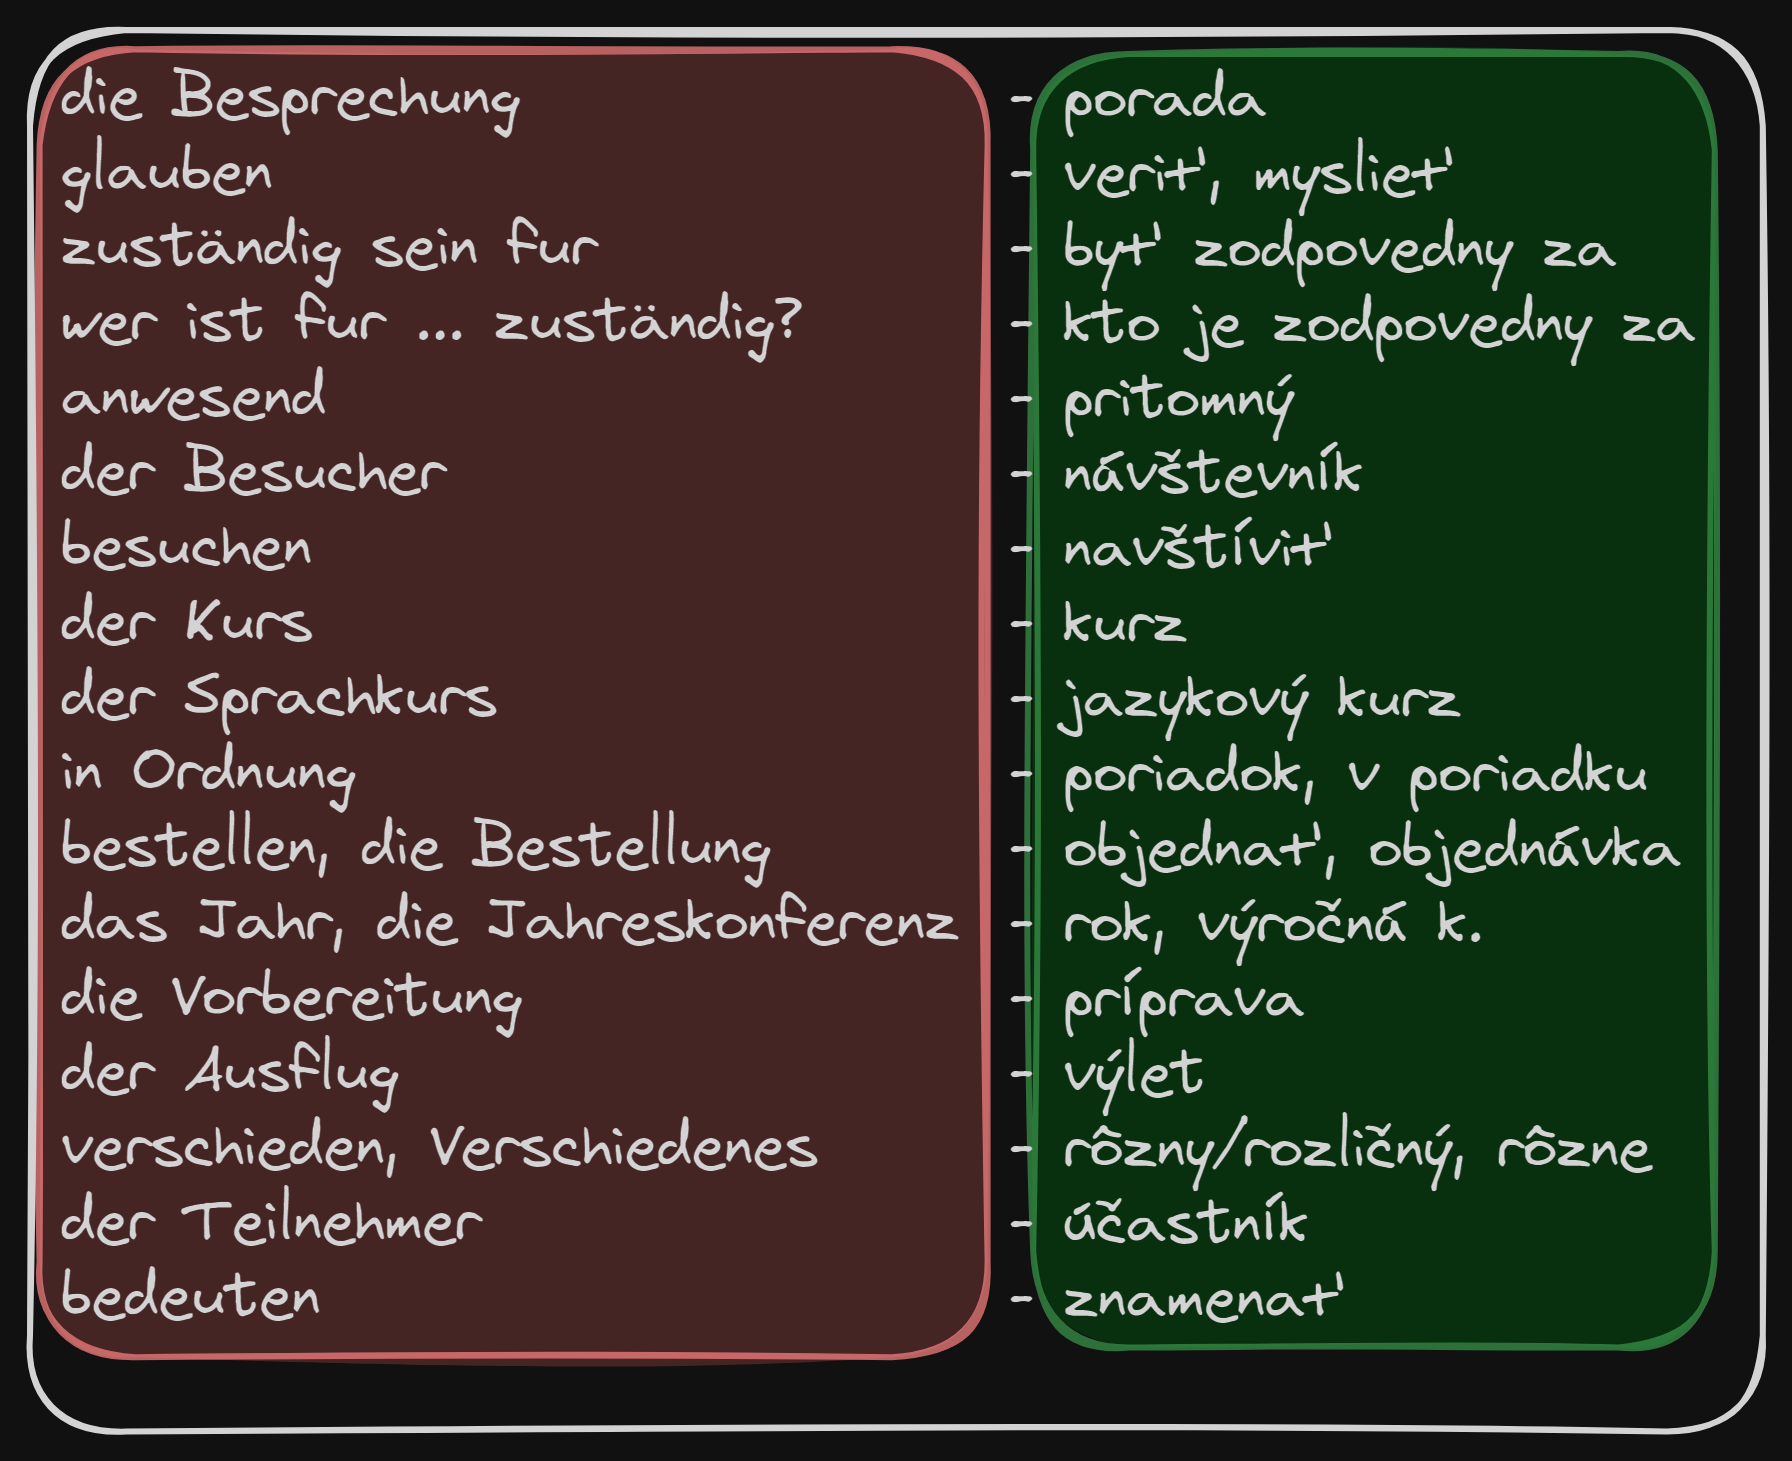 die Besprechung - porada
glauben - veriť, myslieť
zuständig sein fur - byť zodpovedny za
wer ist fur ... zuständig? - kto je zodpovedny za
anwesend - pritomný
der Besucher - návštevník
besuchen - navštíviť
der Kurs - kurz
der Sprachkurs - jazykový kurz
in Ordnung - poriadok, v poriadku
bestellen, die Bestellung - objednať, objednávka
das Jahr, die Jahreskonferenz - rok, výročná k.
die Vorbereitung - príprava
der Ausflug - výlet
verschieden, Verschiedenes - rôzny/rozličný, rôzne
der Teilnehmer - účastník
bedeuten - znamenať